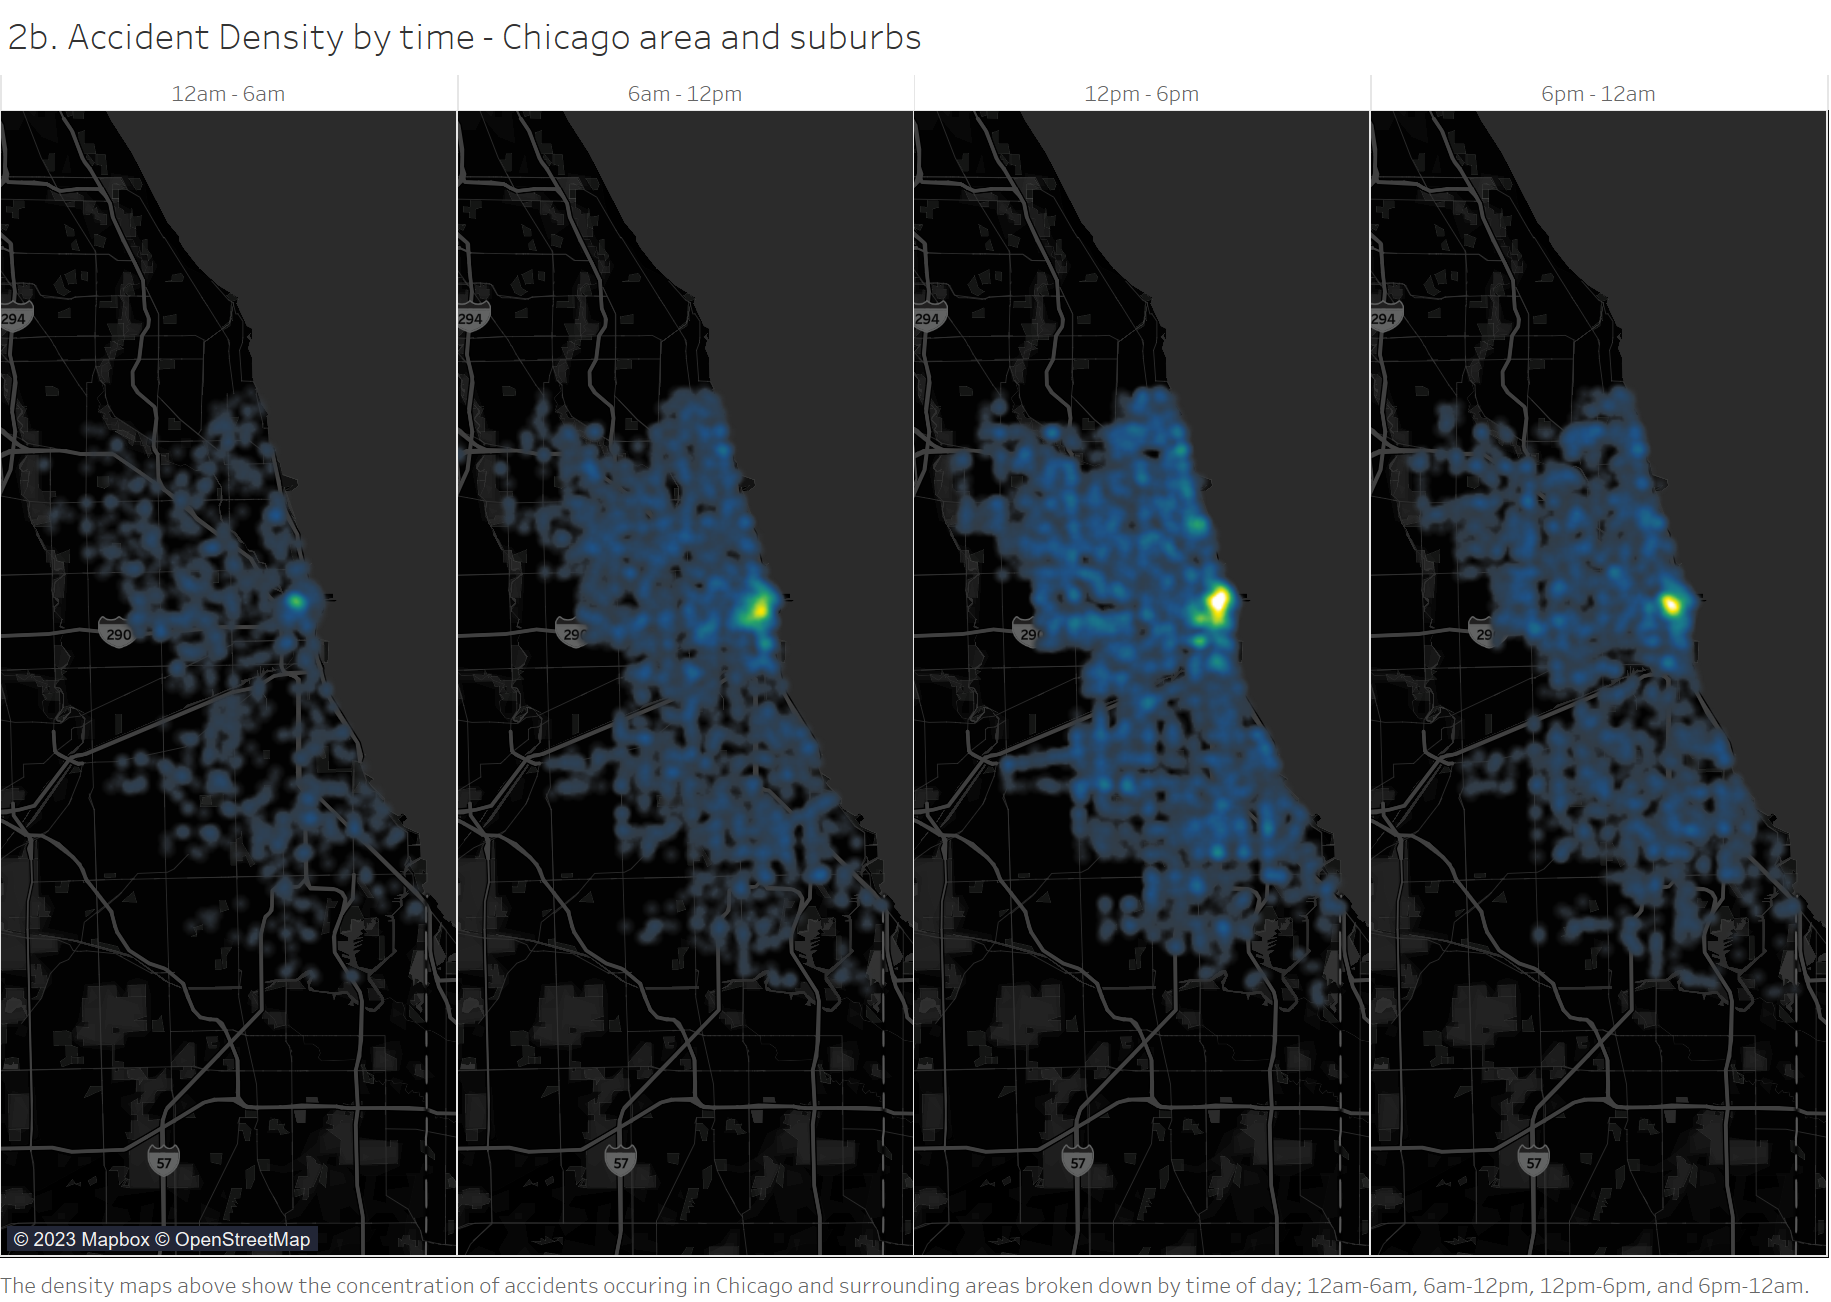 2b. Accident Density by time - Chicago area and suburbs
12am - 6am
6am - 12pm
12pm - 6pm
6pm - 12am
294
294
294
294
290
290
29
29
57
57
57
57
© 2023 Mapbox © OpenStreetMap
The density maps above show the concentration of accidents occuring in Chicago and surrounding areas broken down by time of day; 12am-6am, 6am-12pm, 12pm-6pm, and 6pm-12am.